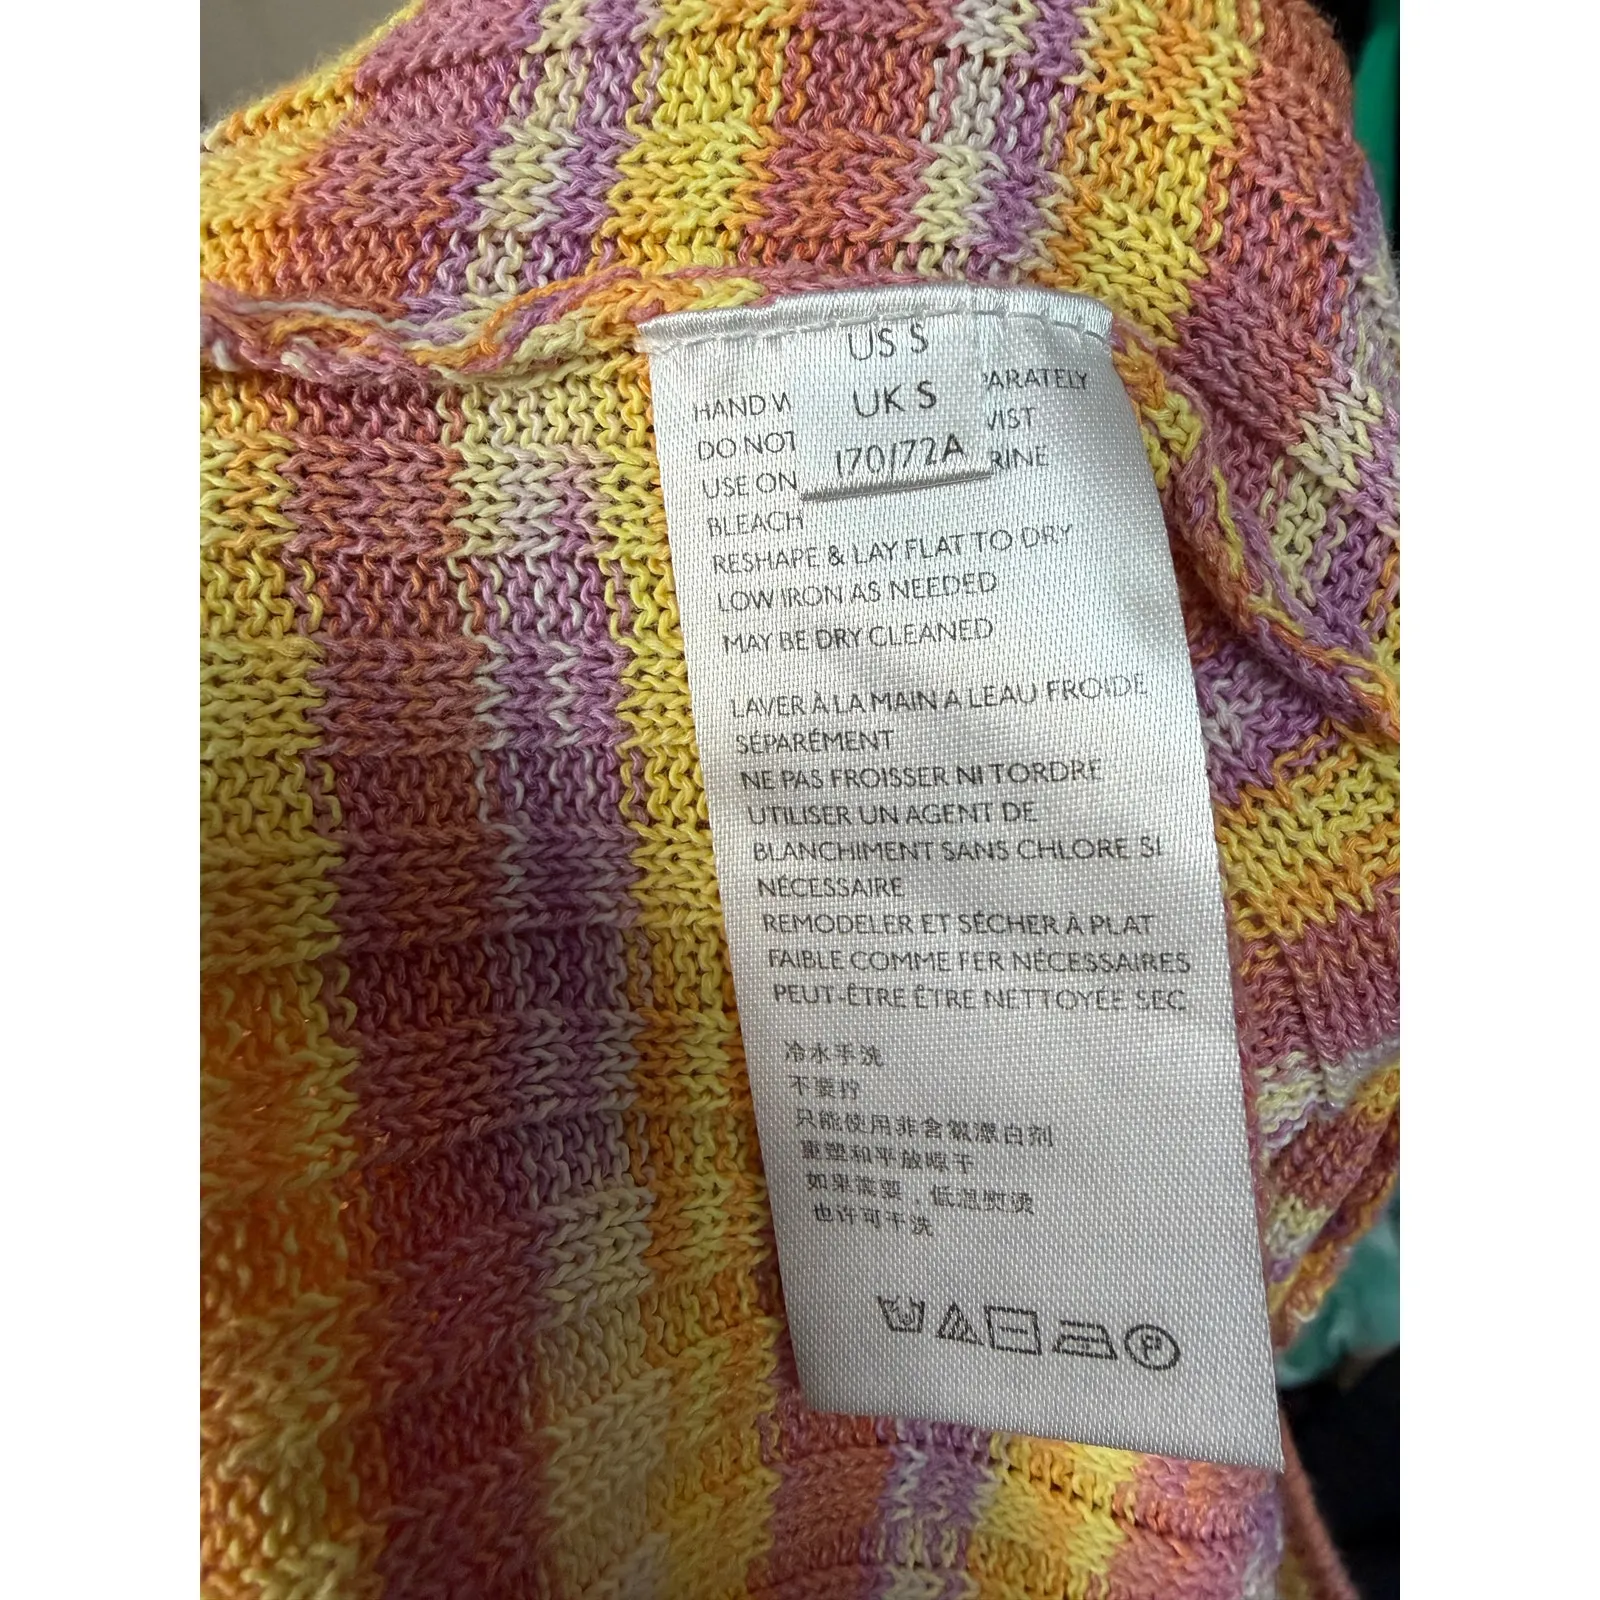 US S
UK S
170/72A
HAND W
ARATELY
DO NOT
VIST
USE ON
RINE
BLEACH
RESHAPE & LAY FLAT TO DRY
LOW IRON AS NEEDED
MAY BE DRY CLEANED
LAVER À LA MAIN A LEAU FROIDE
SÉPARÉMENT
NE PAS FROISSER NI TORDRE
UTILISER UN AGENT DE
BLANCHIMENT SANS CHLORE SI
NÉCESSAIRE
REMODELER ET SÉCHER À PLAT
FAIBLE COMME FER NÉCESSAIRES
PEUT-ÊTRE ÊTRE NETTOYÉE SEC
冷水手洗
不要拧
只能使用非含氯漂白剂
重塑和平放晾干
如果需要，低温熨烫
也许可干洗
P